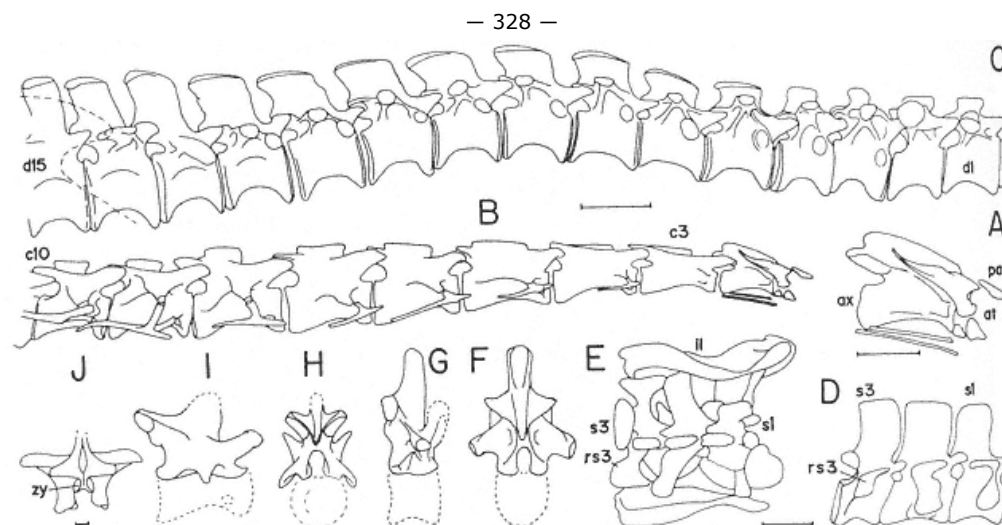 — 328 —
C
d15
d1
B
A
c10
c3
pa
ax
at
J
I
H
G
F
E
il
D
s3
s1
s3
s1
rs3
rs3
zy